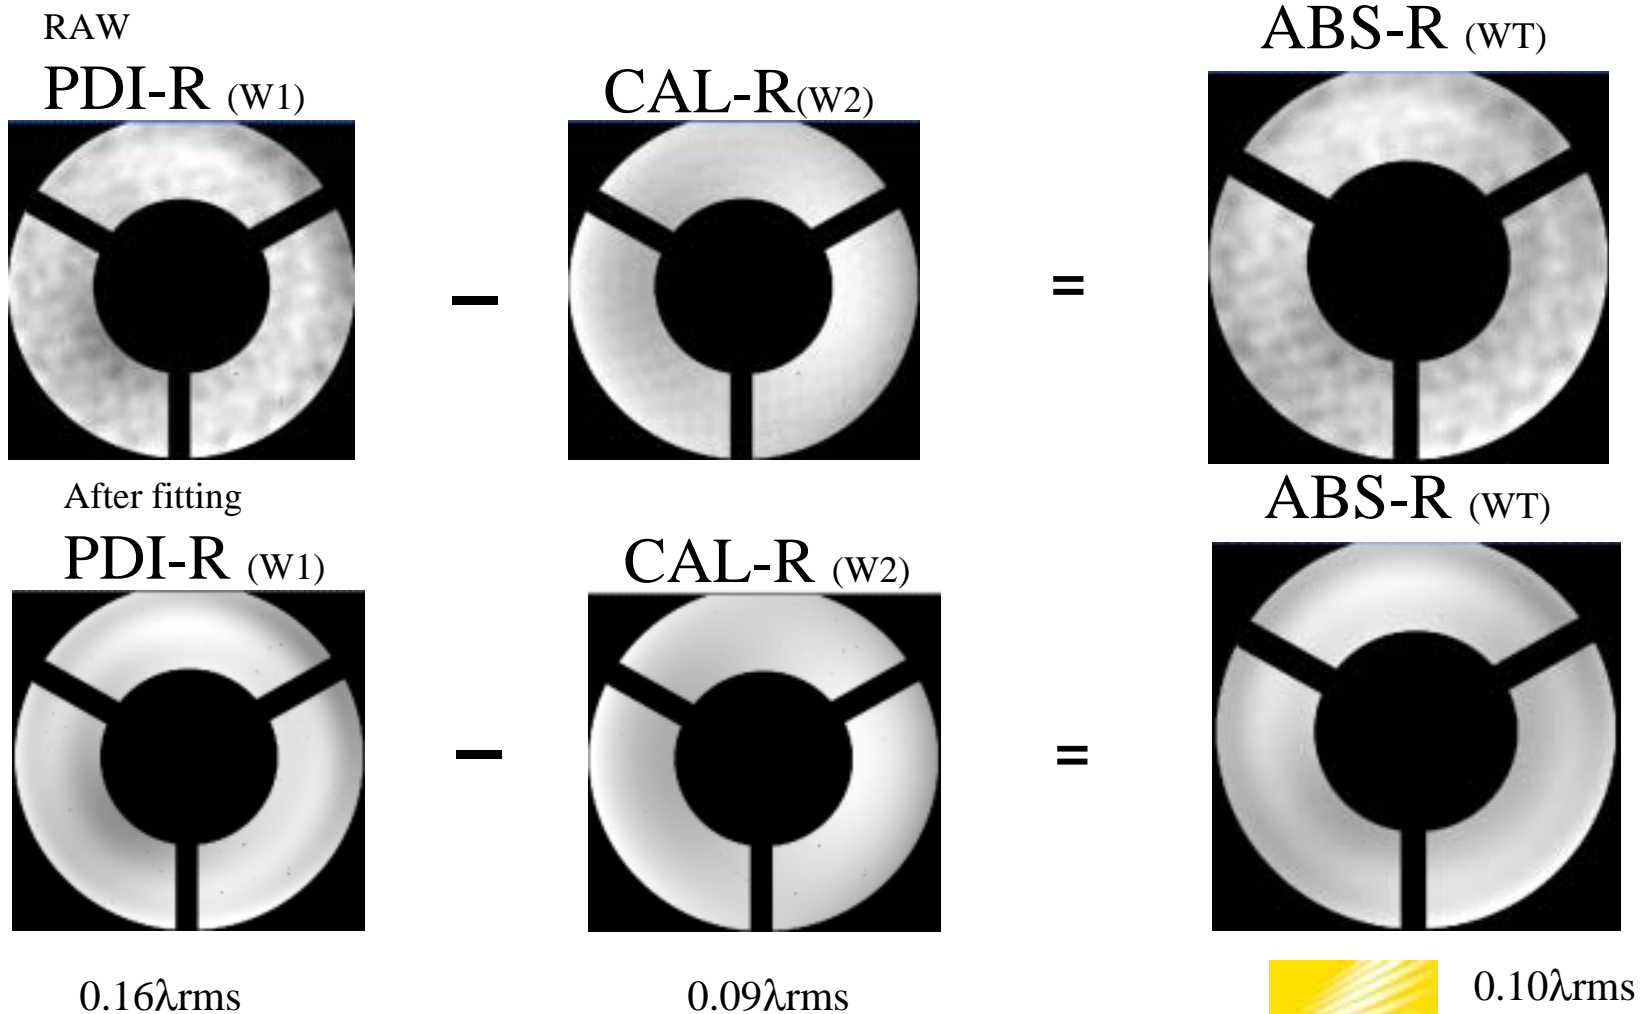 RAW
PDI-R (W1)
CAL-R(W2)
ABS-R (WT)
−
=
After fitting
PDI-R (W1)
CAL-R (W2)
ABS-R (WT)
−
=
0.16λrms
0.09λrms
0.10λrms